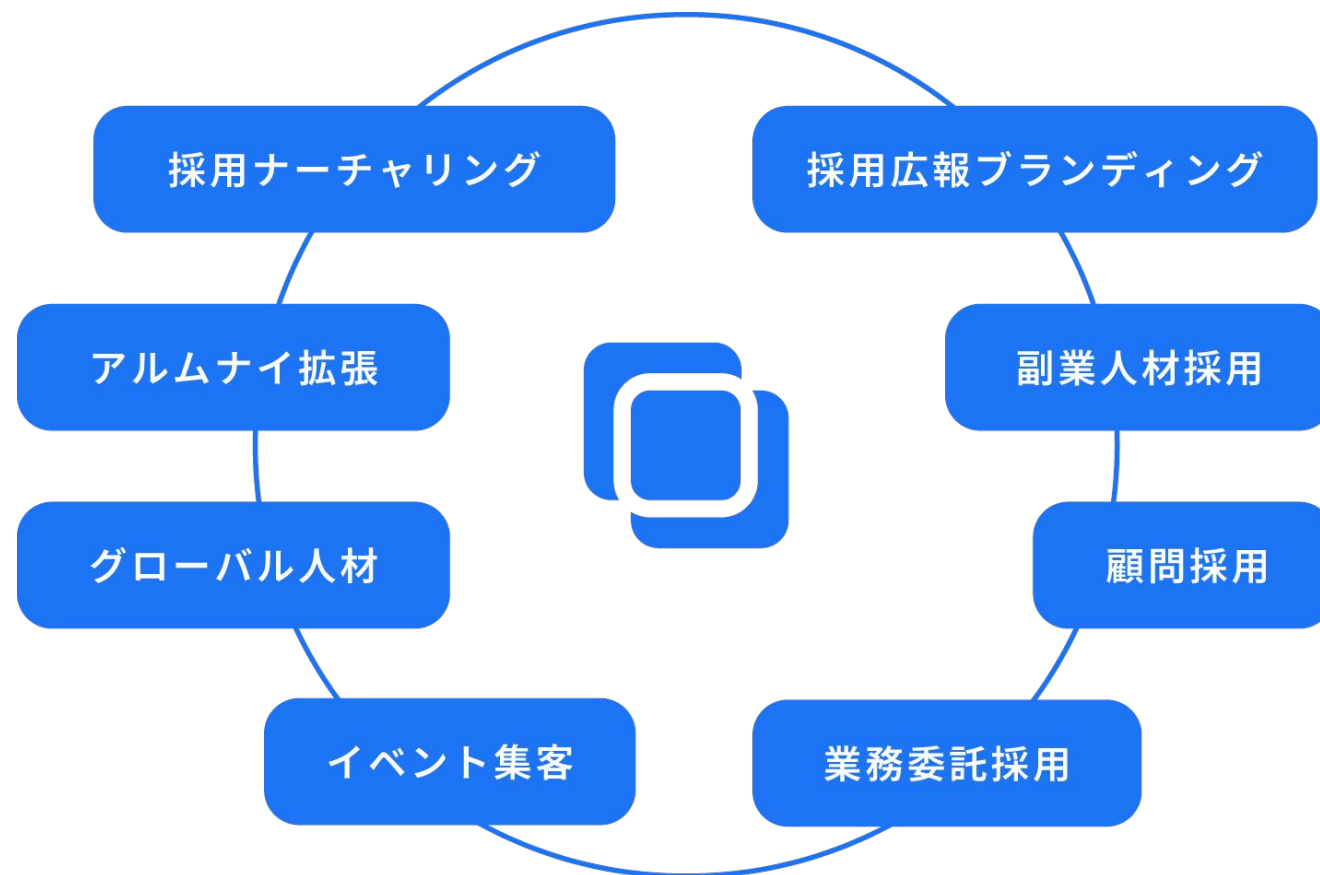 採用ナーチャリング
採用広報ブランディング
アルムナイ拡張
副業人材採用
グローバル人材
顧問採用
イベント集客
業務委託採用